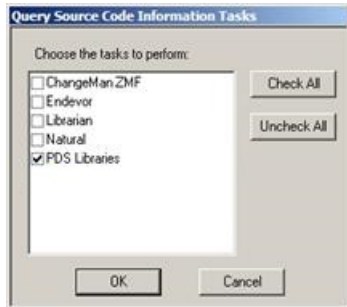 Query Source Code Information Tasks
Choose the tasks to perform:
ChangeMan ZMF
Endevor
Librarian
Natural
PDS Libraries
Check All
Uncheck All
OK
Cancel